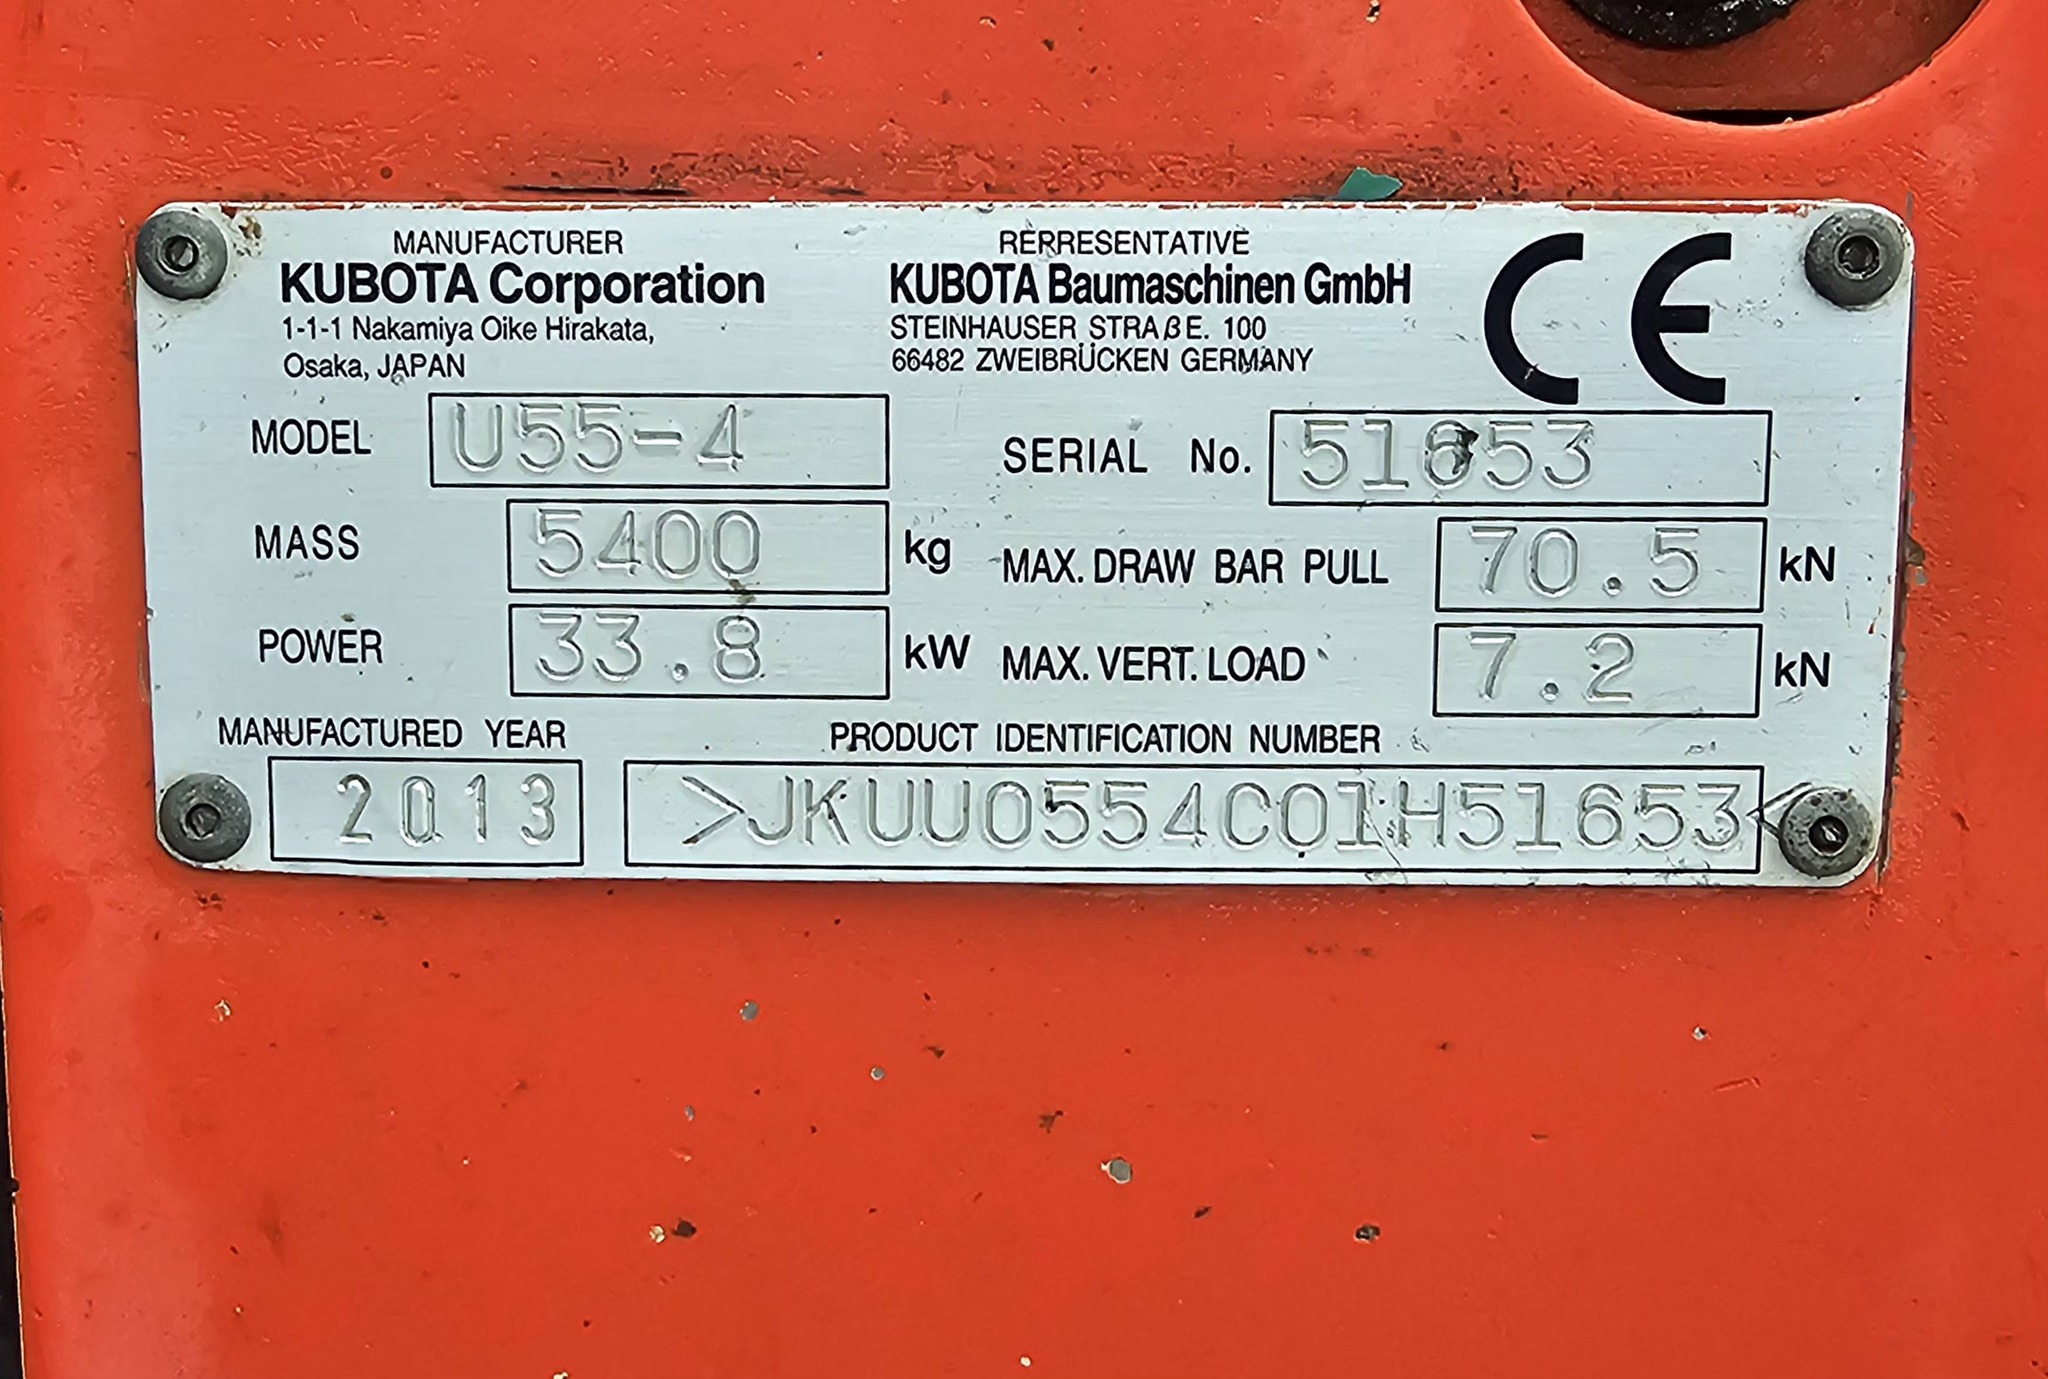 MANUFACTURER
KUBOTA Corporation
1-1-1 Nakamiya Oike Hirakata,
Osaka, JAPAN
REPRESENTATIVE
KUBOTA Baumaschinen GmbH
STEINHAUSER STRAßE. 100
66482 ZWEIBRÜCKEN GERMANY
CE
MODEL U55-4
SERIAL No. 51653
MASS 5400 kg
MAX. DRAW BAR PULL 70.5 kN
POWER 33.8 kW
MAX. VERT. LOAD 7.2 kN
MANUFACTURED YEAR
2013
PRODUCT IDENTIFICATION NUMBER
>JKUU0554C01H51653<